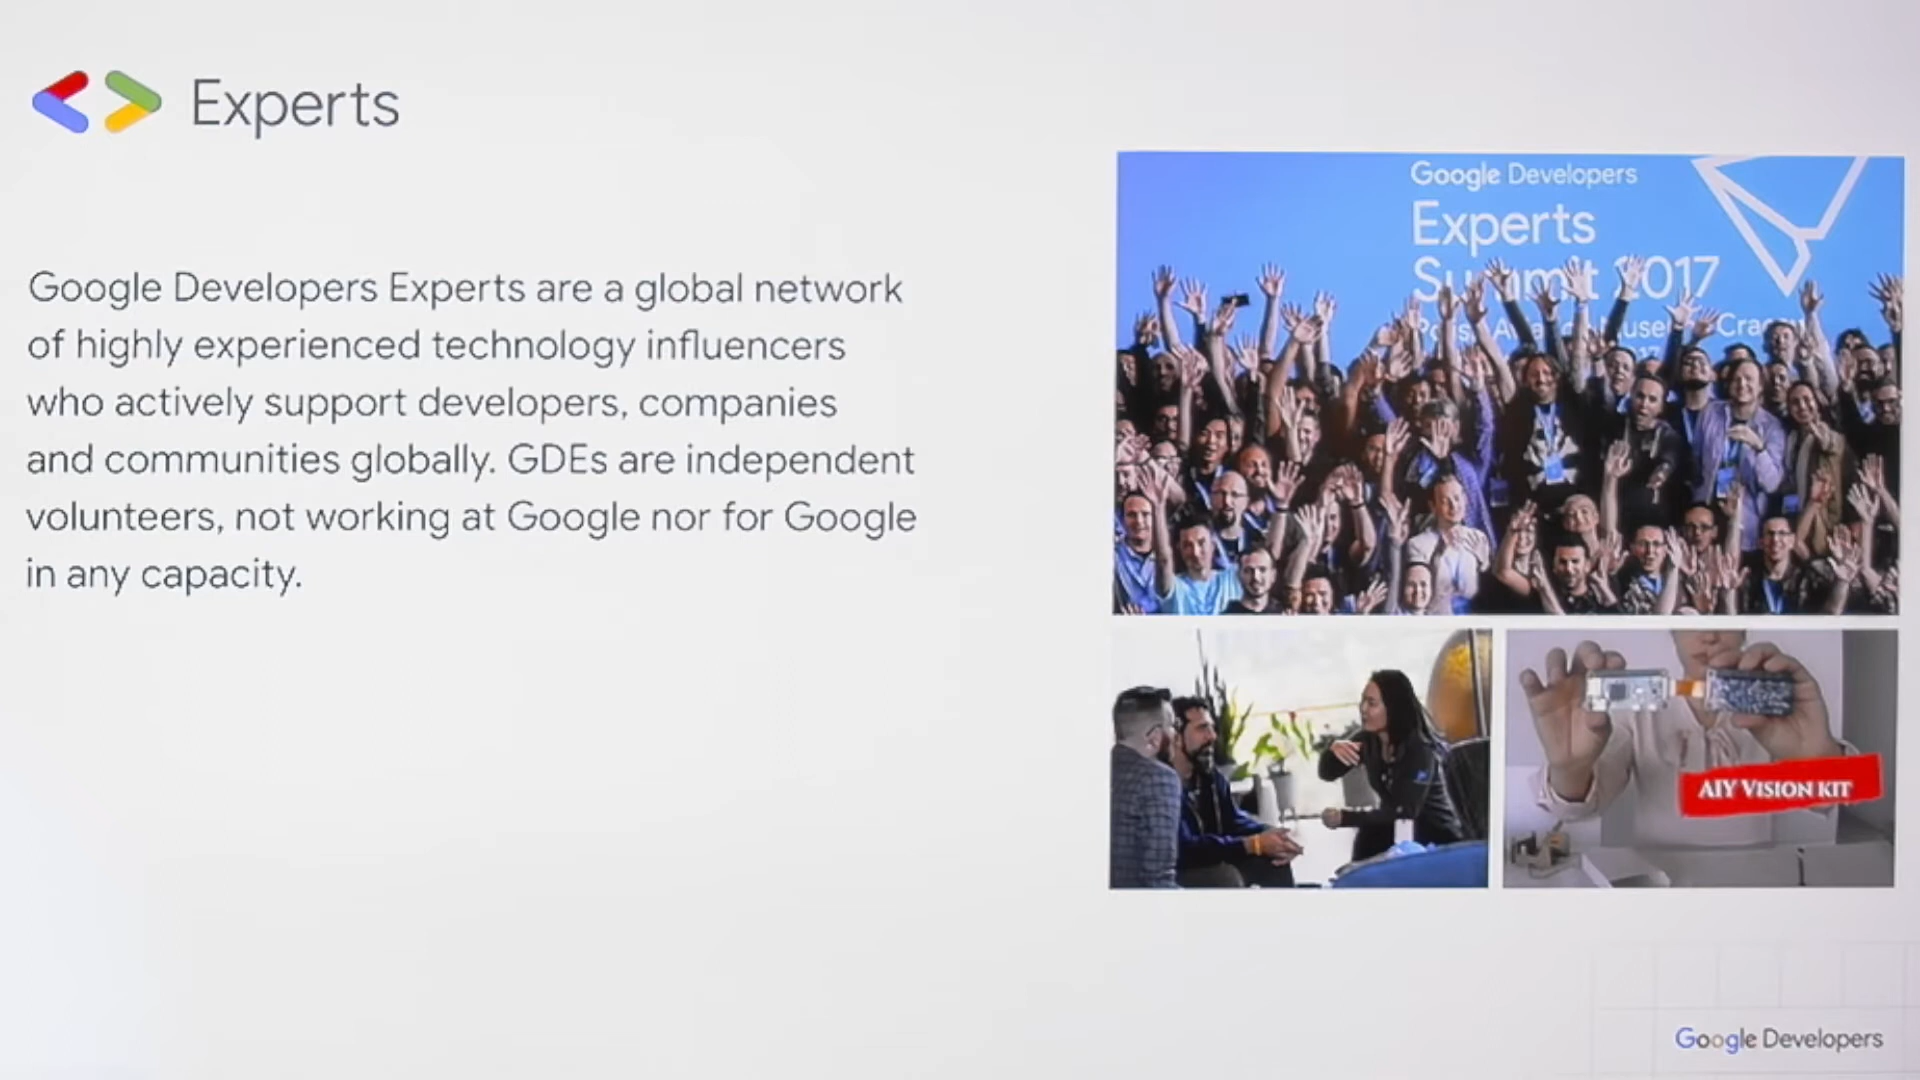 Experts
Google Developers Experts are a global network
of highly experienced technology influencers
who actively support developers, companies
and communities globally. GDEs are independent
volunteers, not working at Google nor for Google
in any capacity.
Google Developers
Experts
Summit 2017
AIY VISION KIT
Google Developers